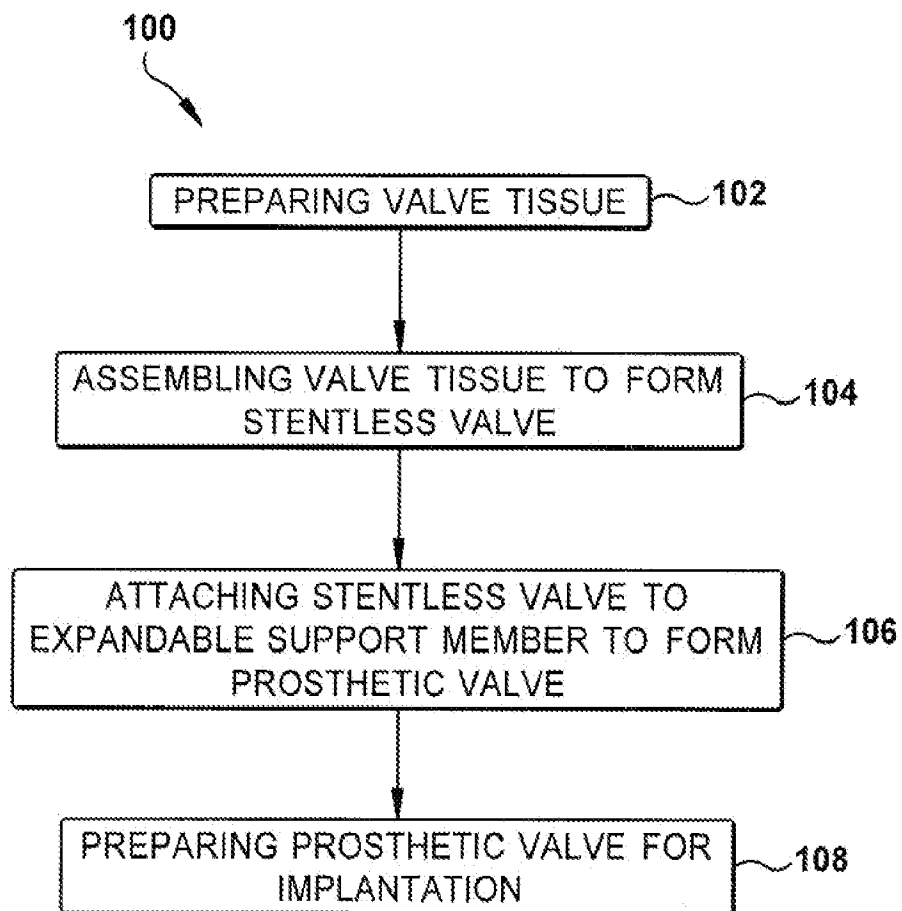 100
PREPARING VALVE TISSUE 102
ASSEMBLING VALVE TISSUE TO FORM
STENTLESS VALVE
104
ATTACHING STENTLESS VALVE TO
EXPANDABLE SUPPORT MEMBER TO FORM
PROSTHETIC VALVE
106
PREPARING PROSTHETIC VALVE FOR
IMPLANTATION
108